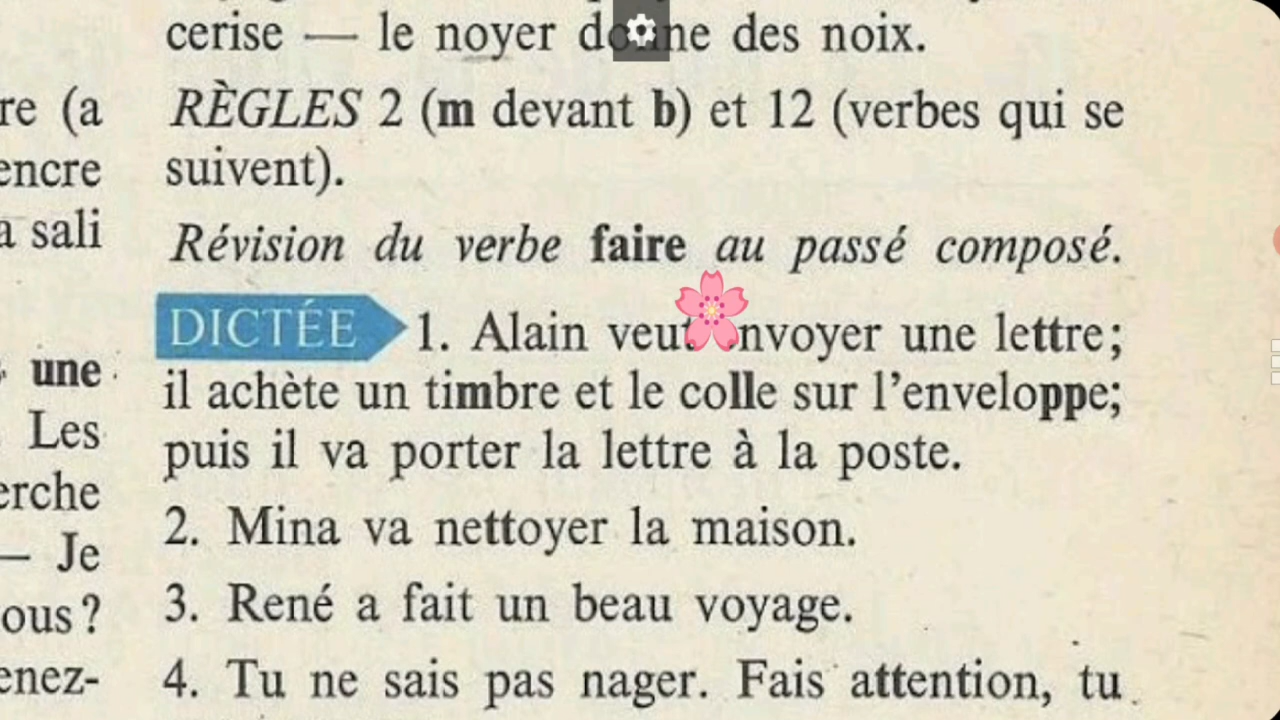 cerise — le noyer donne des noix.
RÈGLES 2 (m devant b) et 12 (verbes qui se
suivent).
Révision du verbe faire au passé composé.
DICTÉE 1. Alain veut envoyer une lettre;
il achète un timbre et le colle sur l'enveloppe;
puis il va porter la lettre à la poste.
2. Mina va nettoyer la maison.
3. René a fait un beau voyage.
4. Tu ne sais pas nager. Fais attention, tu
re (a
encre
a sali
une
Les
erche
— Je
ous ?
enez-